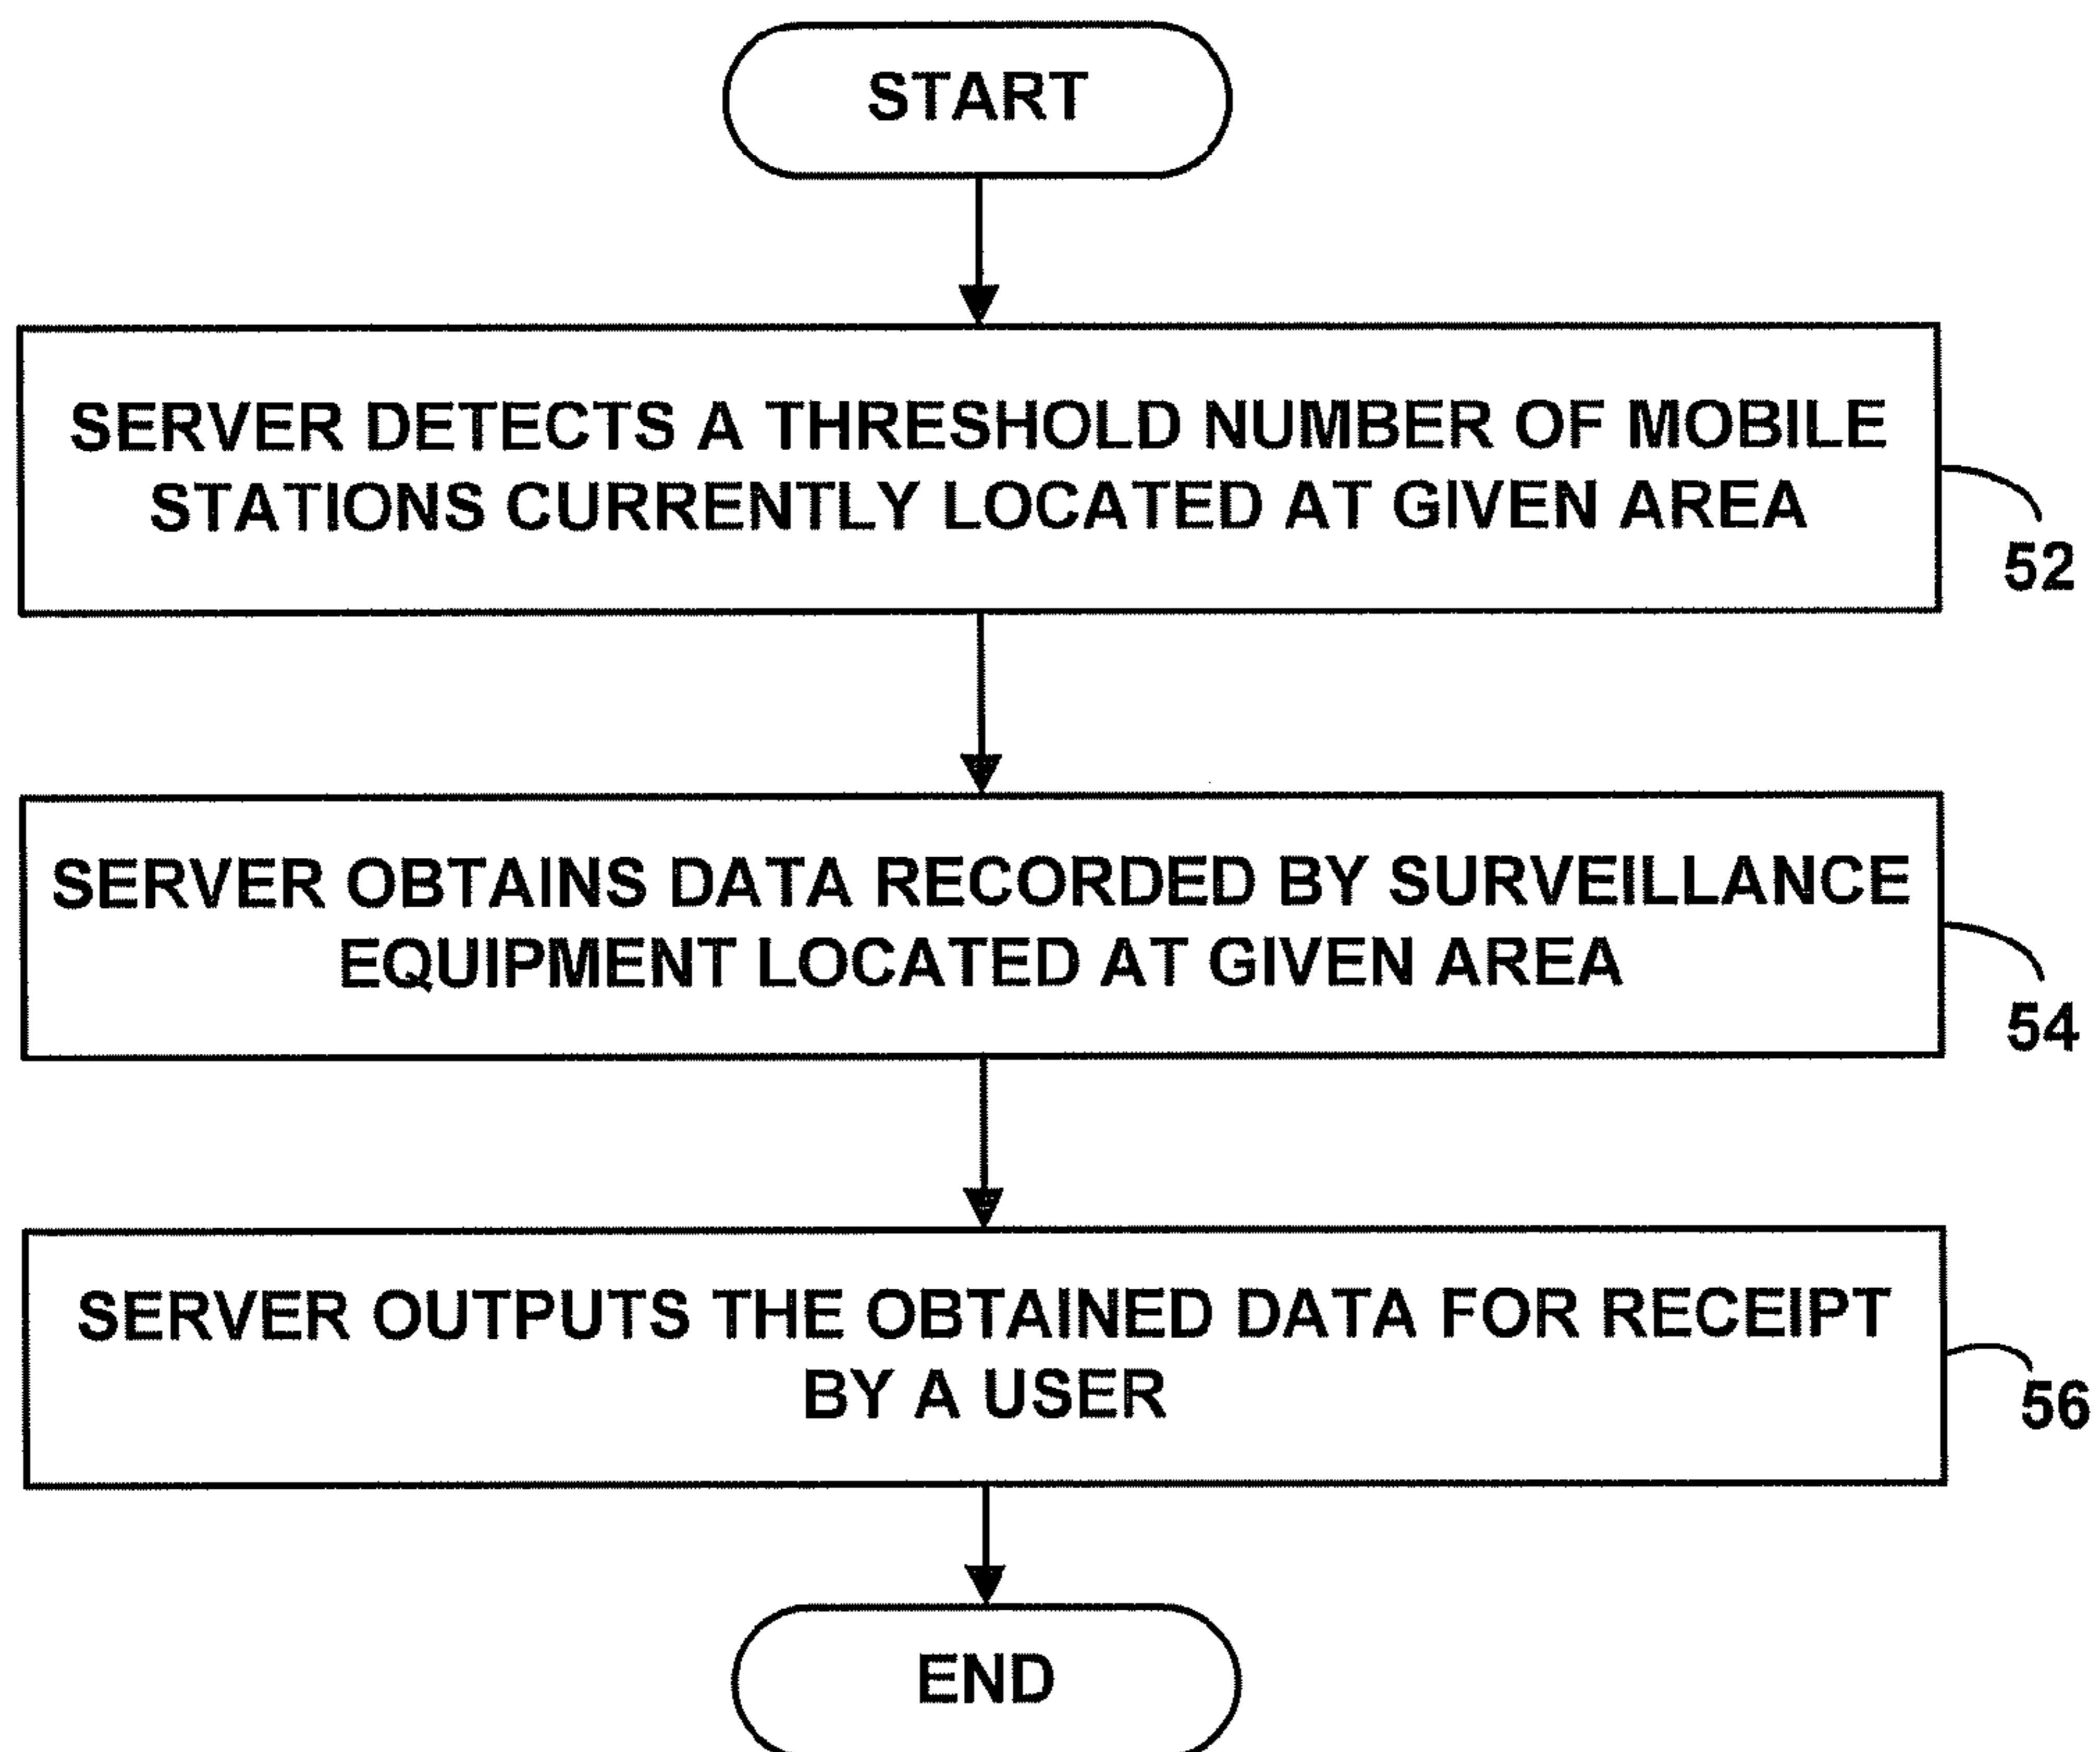 START
SERVER DETECTS A THRESHOLD NUMBER OF MOBILE
STATIONS CURRENTLY LOCATED AT GIVEN AREA
52
SERVER OBTAINS DATA RECORDED BY SURVEILLANCE
EQUIPMENT LOCATED AT GIVEN AREA
54
SERVER OUTPUTS THE OBTAINED DATA FOR RECEIPT
BY A USER
56
END